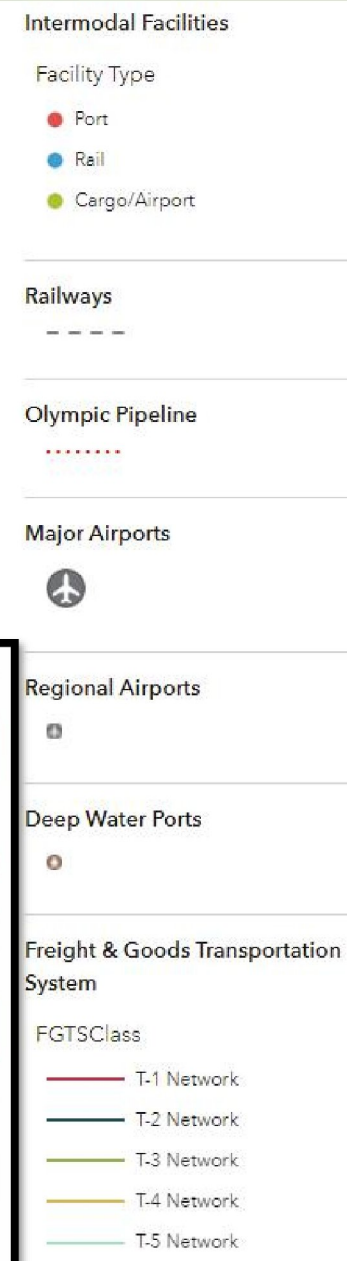 Intermodal Facilities
Facility Type
Port
Rail
Cargo/Airport
Railways
Olympic Pipeline
Major Airports
Regional Airports
Deep Water Ports
Freight & Goods Transportation
System
FGTSClass
T-1 Network
T-2 Network
T-3 Network
T-4 Network
T-5 Network